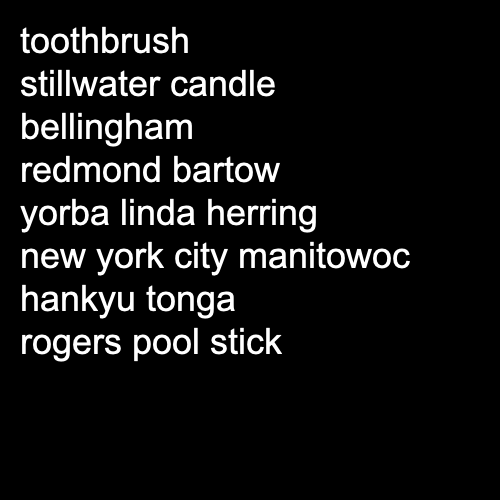 toothbrush
stillwater candle
bellingham
redmond bartow
yorba linda herring
new york city manitowoc
hankyu tonga
rogers pool stick